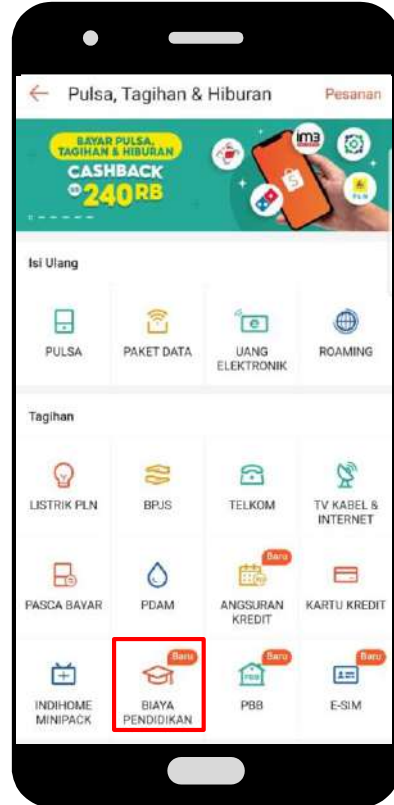 Pulsa, Tagihan & Hiburan
Pesanan
BAYAR PULSA,
TAGIHAN & HIBURAN
CASHBACK
240RB
im3
Isi Ulang
PULSA
PAKET DATA
UANG
ELEKTRONIK
ROAMING
Tagihan
LISTRIK PLN
BPJS
TELKOM
TV KABEL &
INTERNET
PASCA BAYAR
PDAM
Baru
ANGSURAN
KREDIT
KARTU KREDIT
INDIHOME
MINIPACK
Baru
BIAYA
PENDIDIKAN
Baru
PBB
PBB
Baru
E-SIM